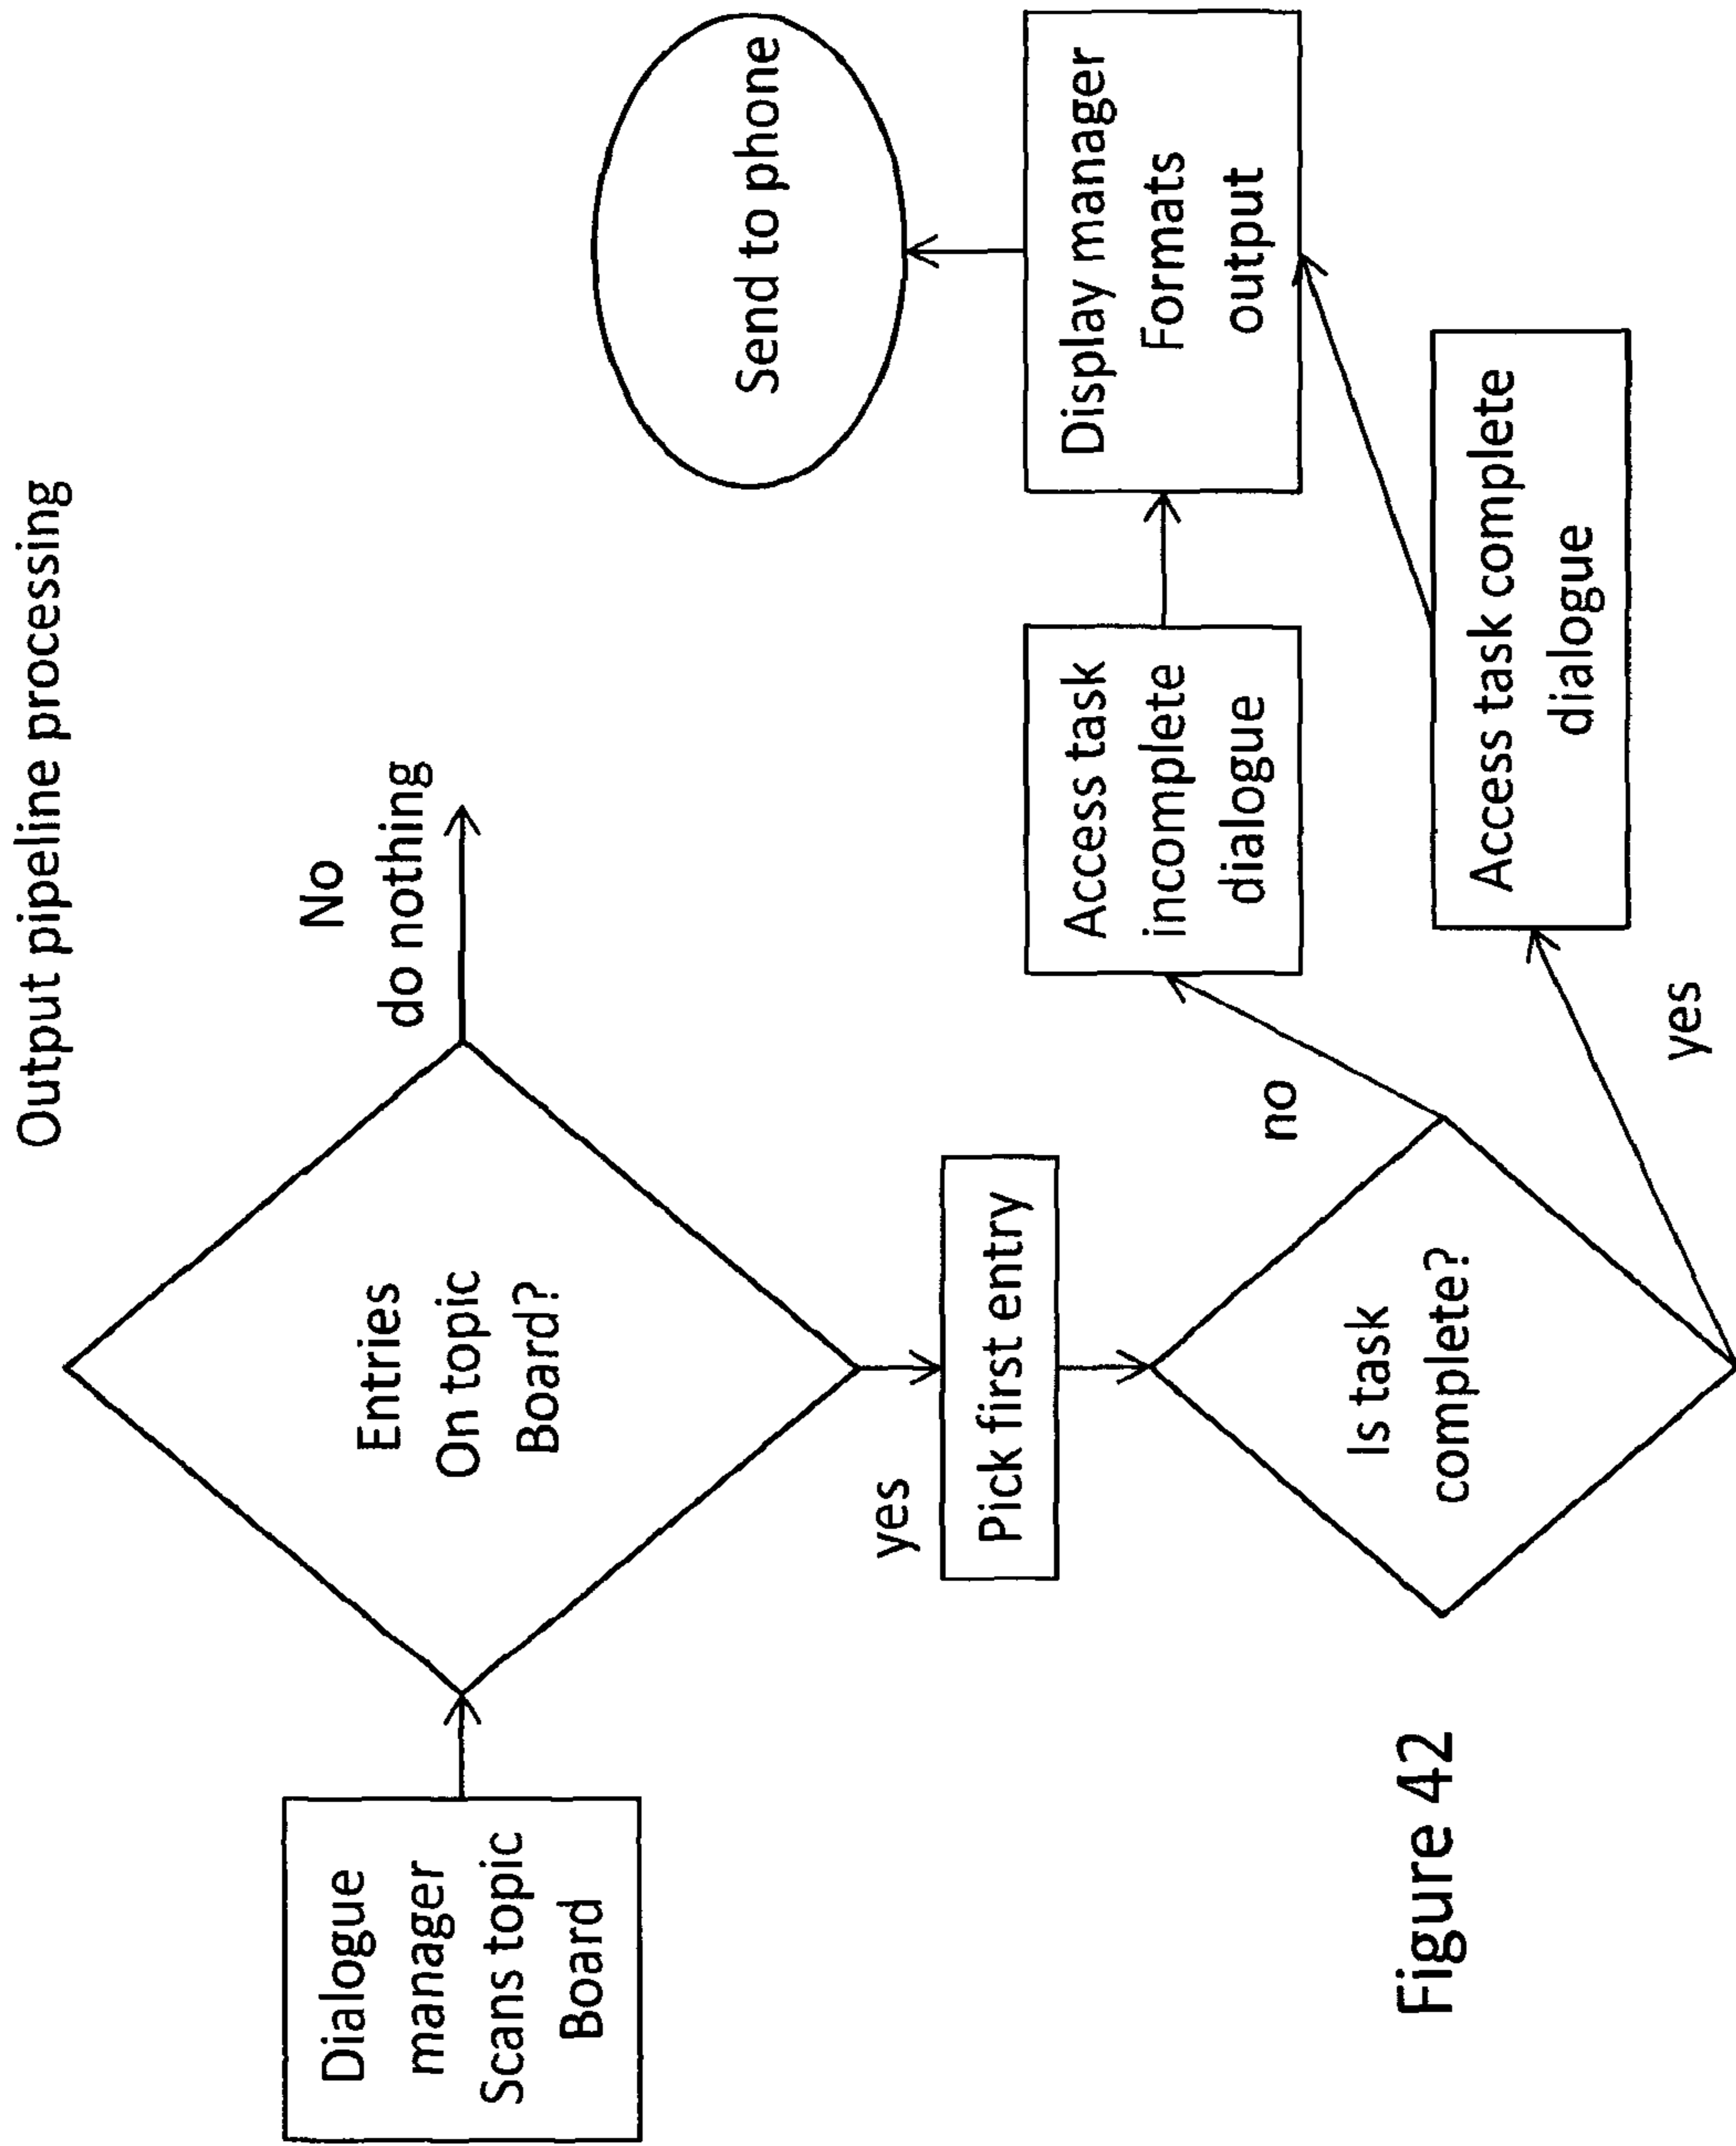 Output pipeline processing
Dialogue
manager
Scans topic
Board
Entries
On topic
Board?
No
do nothing
yes
Pick first entry
Is task
complete?
no
Access task
incomplete
dialogue
yes
Access task complete
dialogue
Display manager
Formats
output
Send to phone
Figure 42